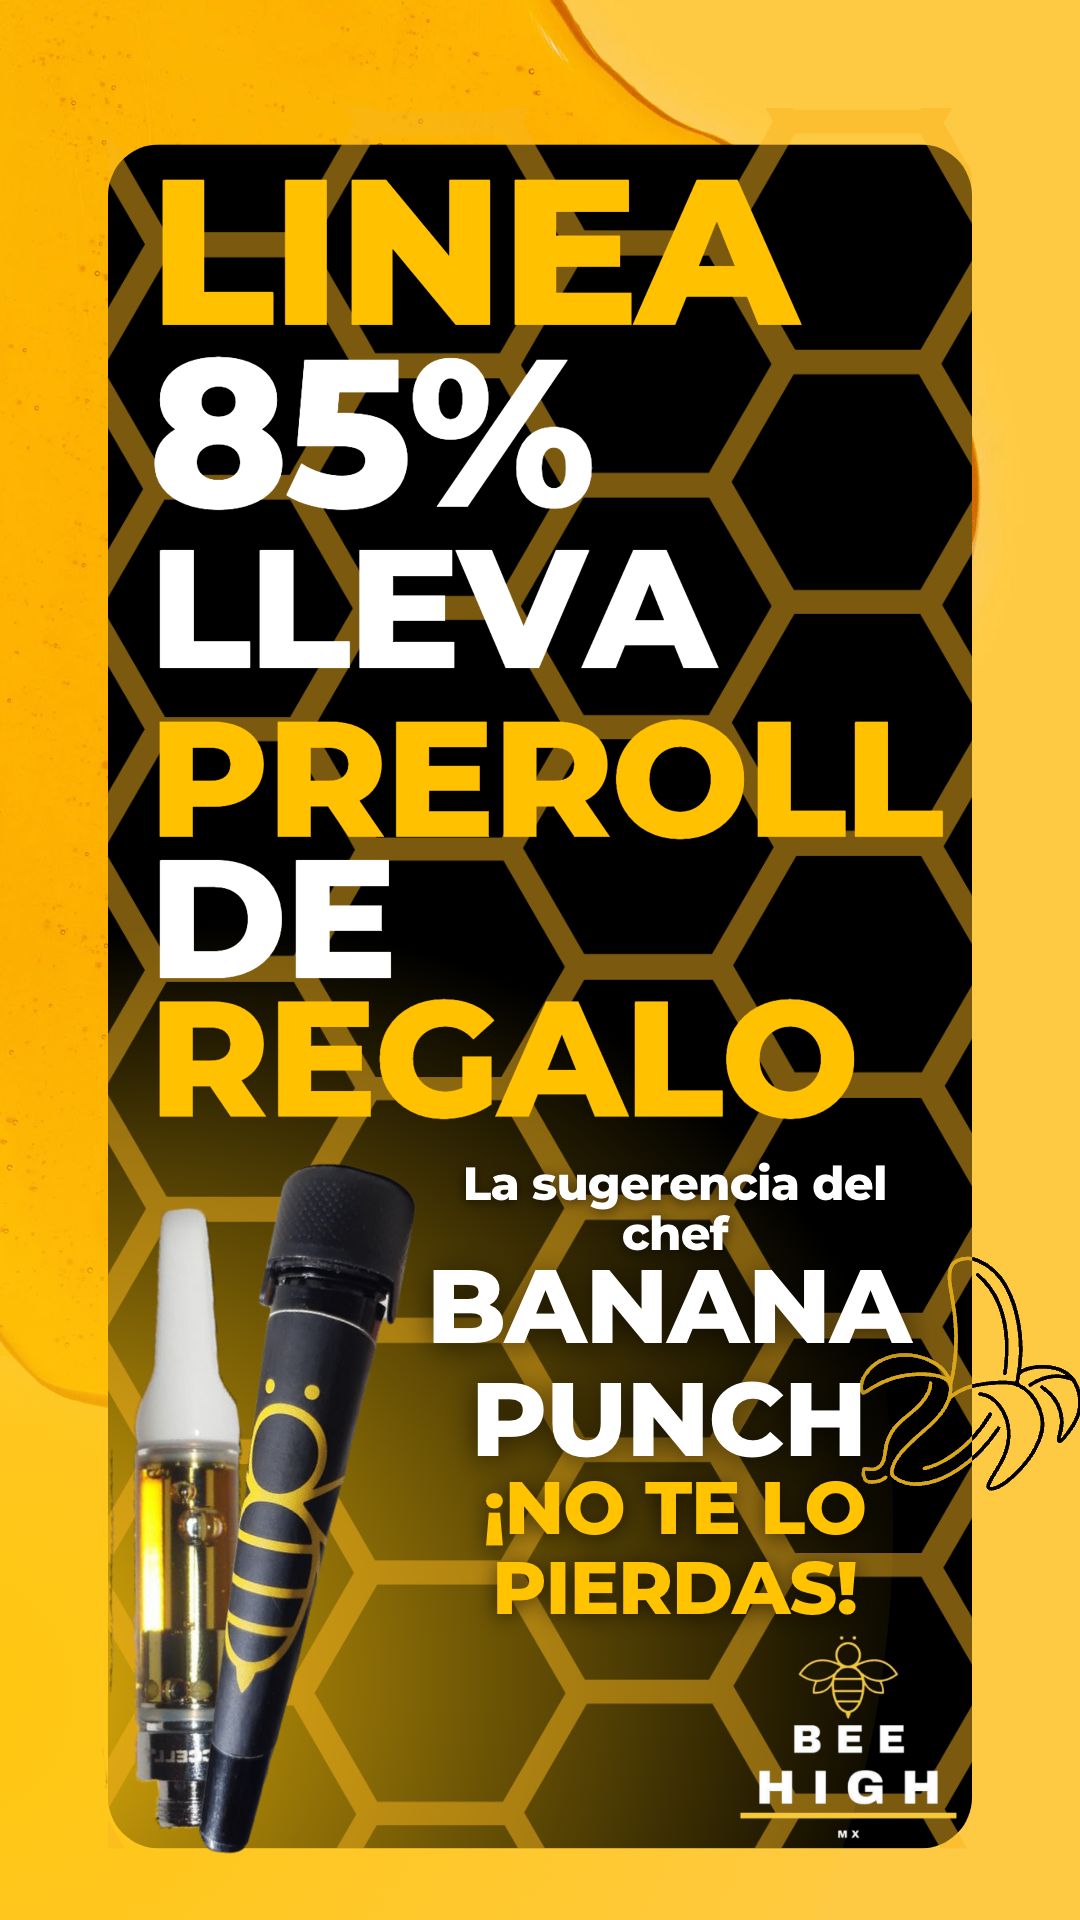 LINEA
85%
LLEVA
PREROLL
DE
REGALO
La sugerencia del
chef
BANANA
PUNCH
¡NO TE LO
PIERDAS!
BEE
HIGH
MX